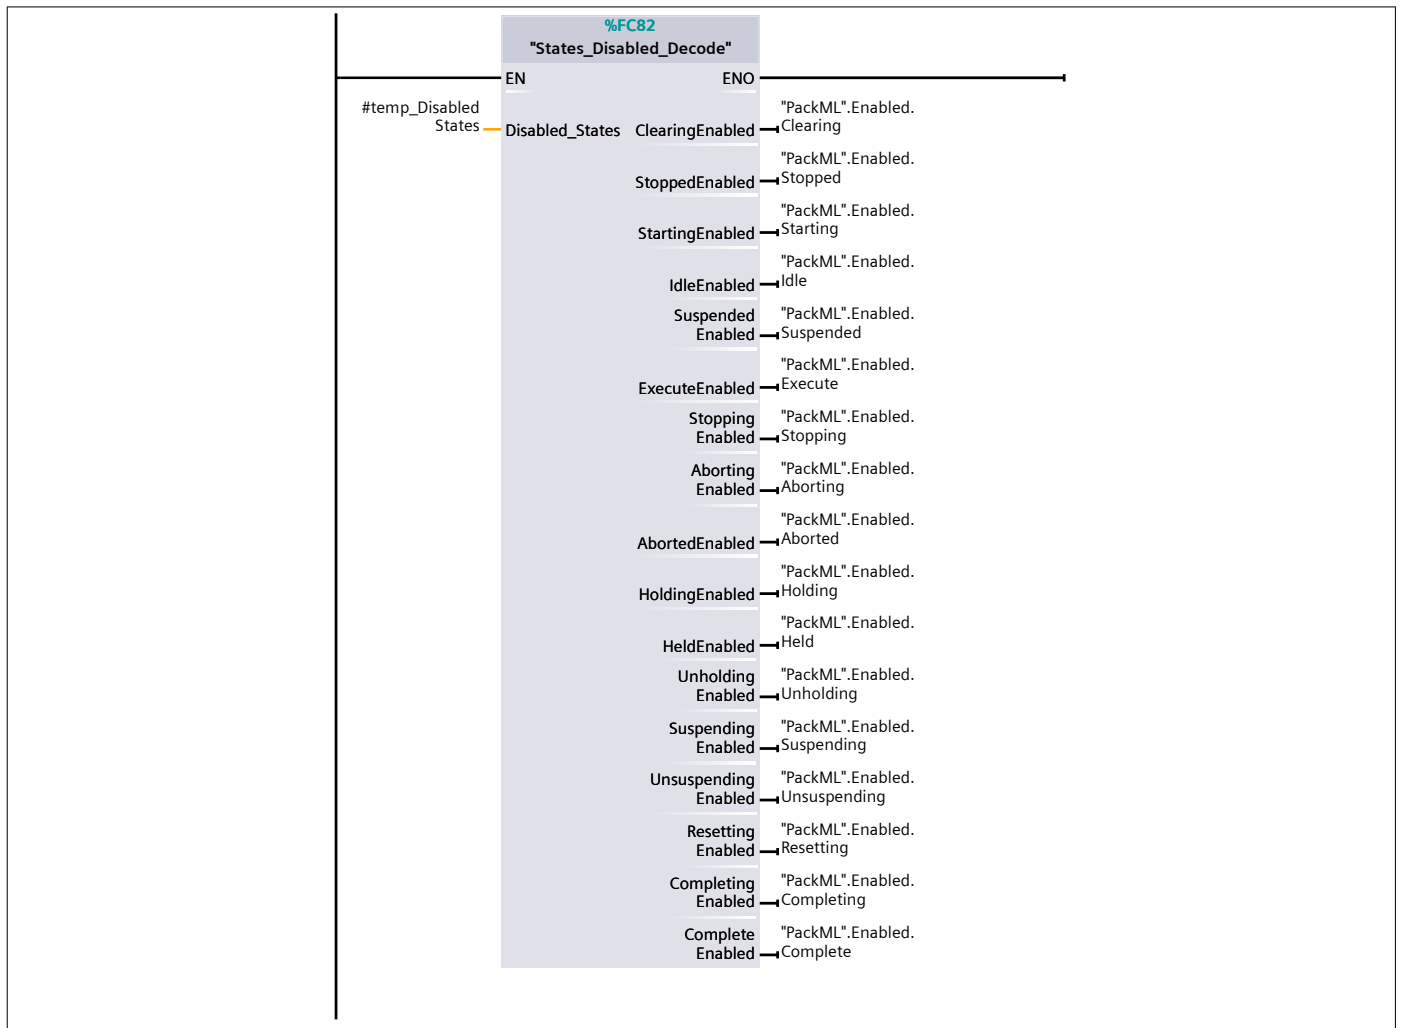 %FC82
"States_Disabled_Decode"
EN ENO
#temp_Disabled
States
Disabled_States ClearingEnabled
"PackML".Enabled.
Clearing
StoppedEnabled
"PackML".Enabled.
Stopped
StartingEnabled
"PackML".Enabled.
Starting
IdleEnabled
"PackML".Enabled.
Idle
Suspended
Enabled
"PackML".Enabled.
Suspended
ExecuteEnabled
"PackML".Enabled.
Execute
Stopping
Enabled
"PackML".Enabled.
Stopping
Aborting
Enabled
"PackML".Enabled.
Aborting
AbortedEnabled
"PackML".Enabled.
Aborted
HoldingEnabled
"PackML".Enabled.
Holding
HeldEnabled
"PackML".Enabled.
Held
Unholding
Enabled
"PackML".Enabled.
Unholding
Suspending
Enabled
"PackML".Enabled.
Suspending
Unsuspending
Enabled
"PackML".Enabled.
Unsuspending
Resetting
Enabled
"PackML".Enabled.
Resetting
Completing
Enabled
"PackML".Enabled.
Completing
Complete
Enabled
"PackML".Enabled.
Complete